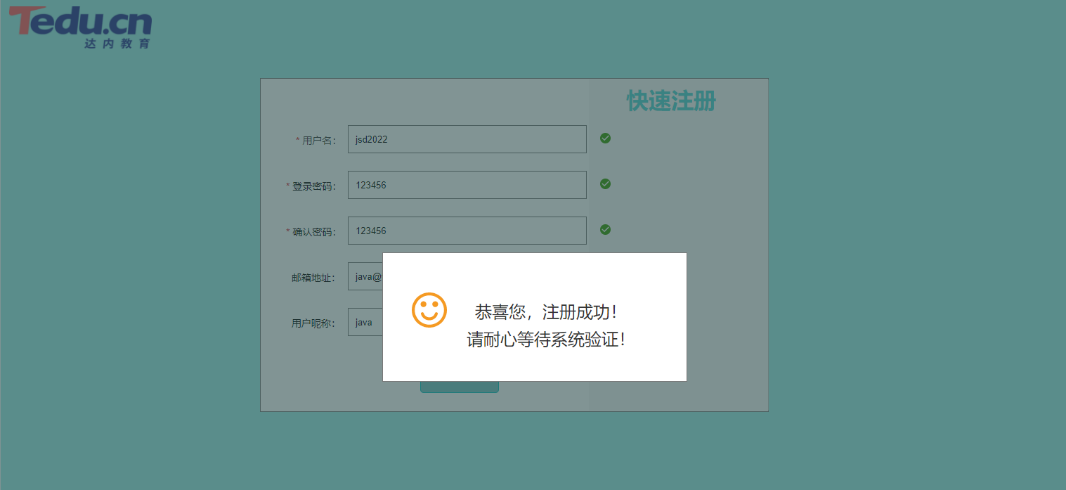 Tedu.cn
达内教育
快速注册
* 用户名： jsd2022
* 登录密码： 123456
* 确认密码： 123456
邮箱地址： java@
用户昵称： java
恭喜您，注册成功！
请耐心等待系统验证！